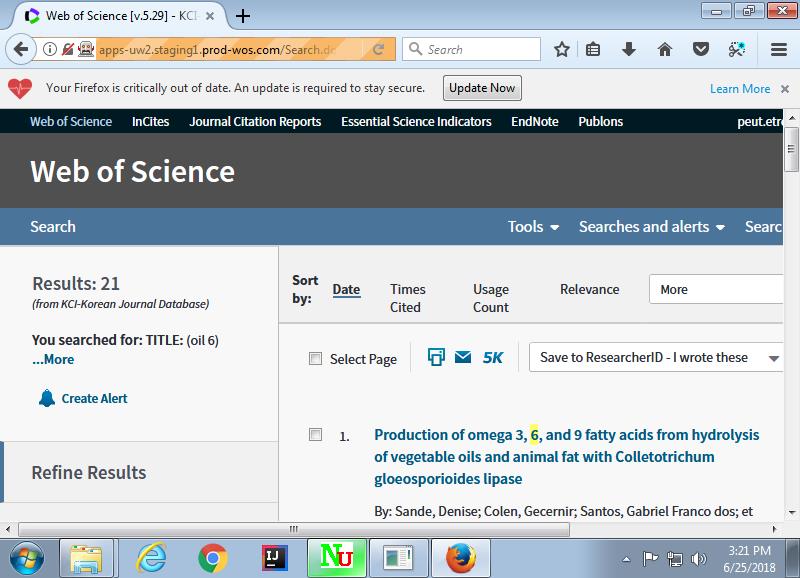 Web of Science [v.5.29] - KCI
apps-uw2.staging1.prod-wos.com/Search.do
Search
Your Firefox is critically out of date. An update is required to stay secure.
Update Now
Learn More
Web of Science InCites Journal Citation Reports Essential Science Indicators EndNote Publons peut.etre
Web of Science
Search Tools Searches and alerts Searc
Results: 21
(from KCI-Korean Journal Database)
You searched for: TITLE: (oil 6)
...More
Create Alert
Refine Results
Sort by: Date Times Cited Usage Count Relevance More
Select Page 5K Save to ResearcherID - I wrote these
1. Production of omega 3, 6, and 9 fatty acids from hydrolysis
of vegetable oils and animal fat with Colletotrichum
gloeosporioides lipase
By: Sande, Denise; Colen, Gecernir; Santos, Gabriel Franco dos; et
IJ
Nu
3:21 PM
6/25/2018